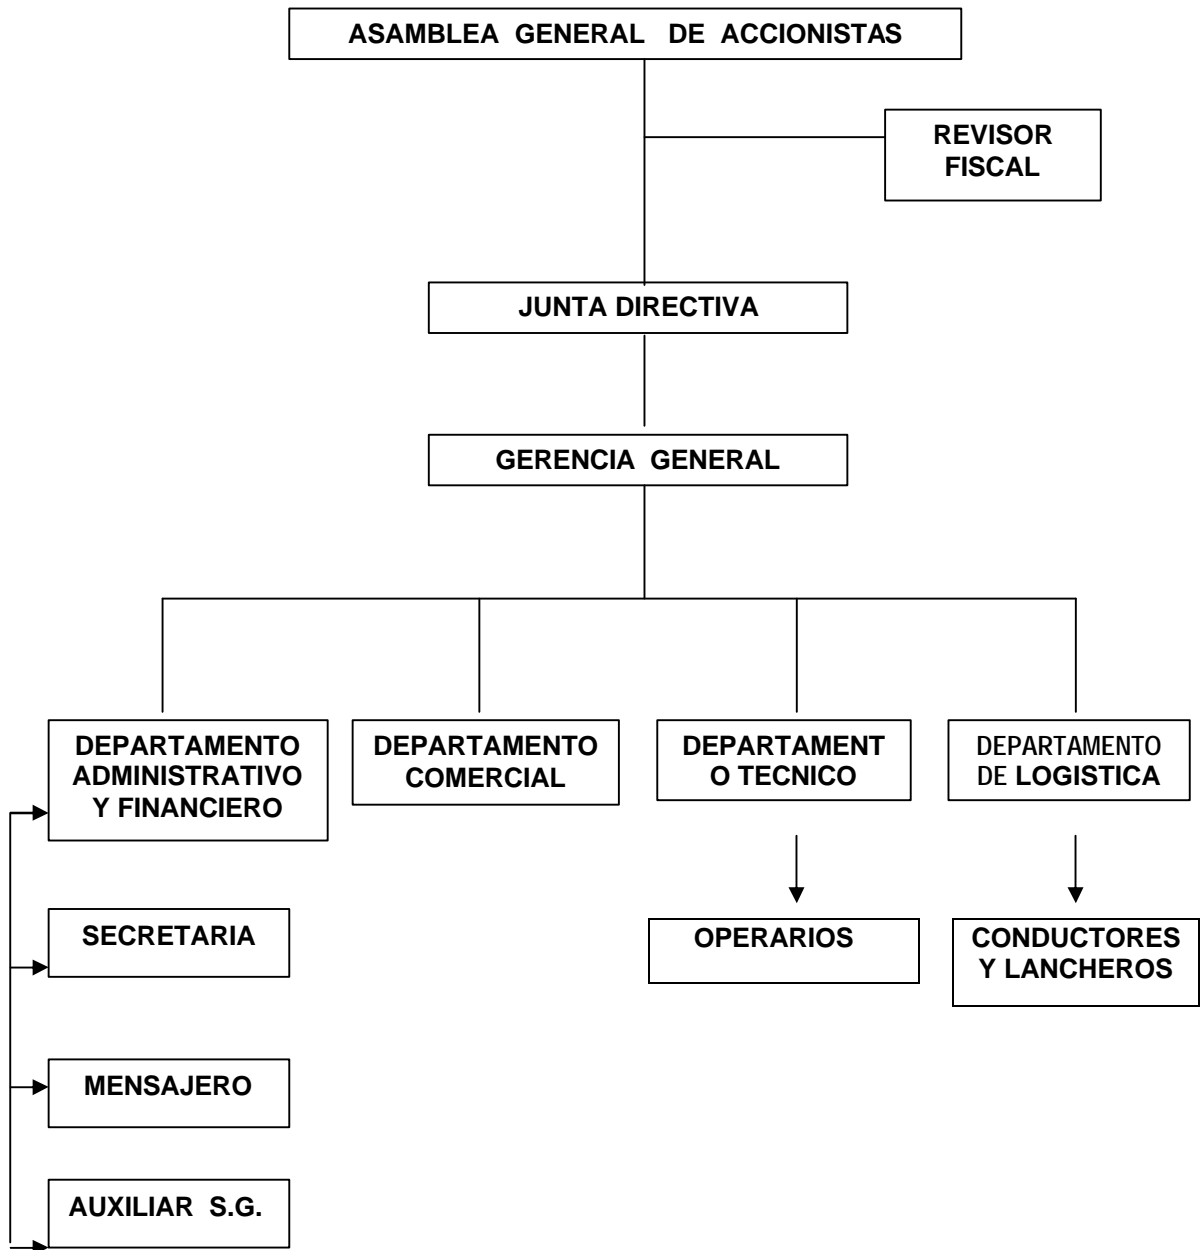 ASAMBLEA GENERAL DE ACCIONISTAS
REVISOR
FISCAL
JUNTA DIRECTIVA
GERENCIA GENERAL
DEPARTAMENTO
ADMINISTRATIVO
Y FINANCIERO
DEPARTAMENTO
COMERCIAL
DEPARTAMENT
O TECNICO
DEPARTAMENTO
DE LOGISTICA
SECRETARIA
OPERARIOS
CONDUCTORES
Y LANCHEROS
MENSAJERO
AUXILIAR S.G.